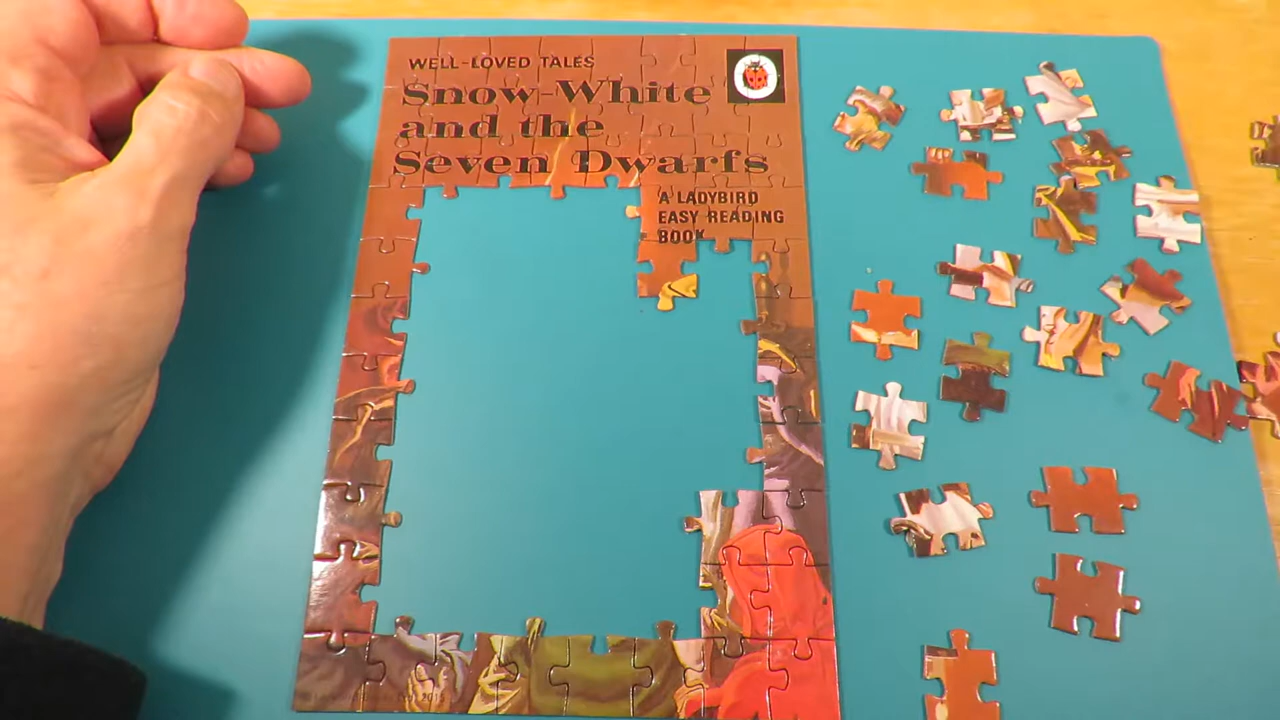 WELL-LOVED TALES
Snow-White
and the
Seven Dwarfs
A LADYBIRD
EASY READING
BOOK